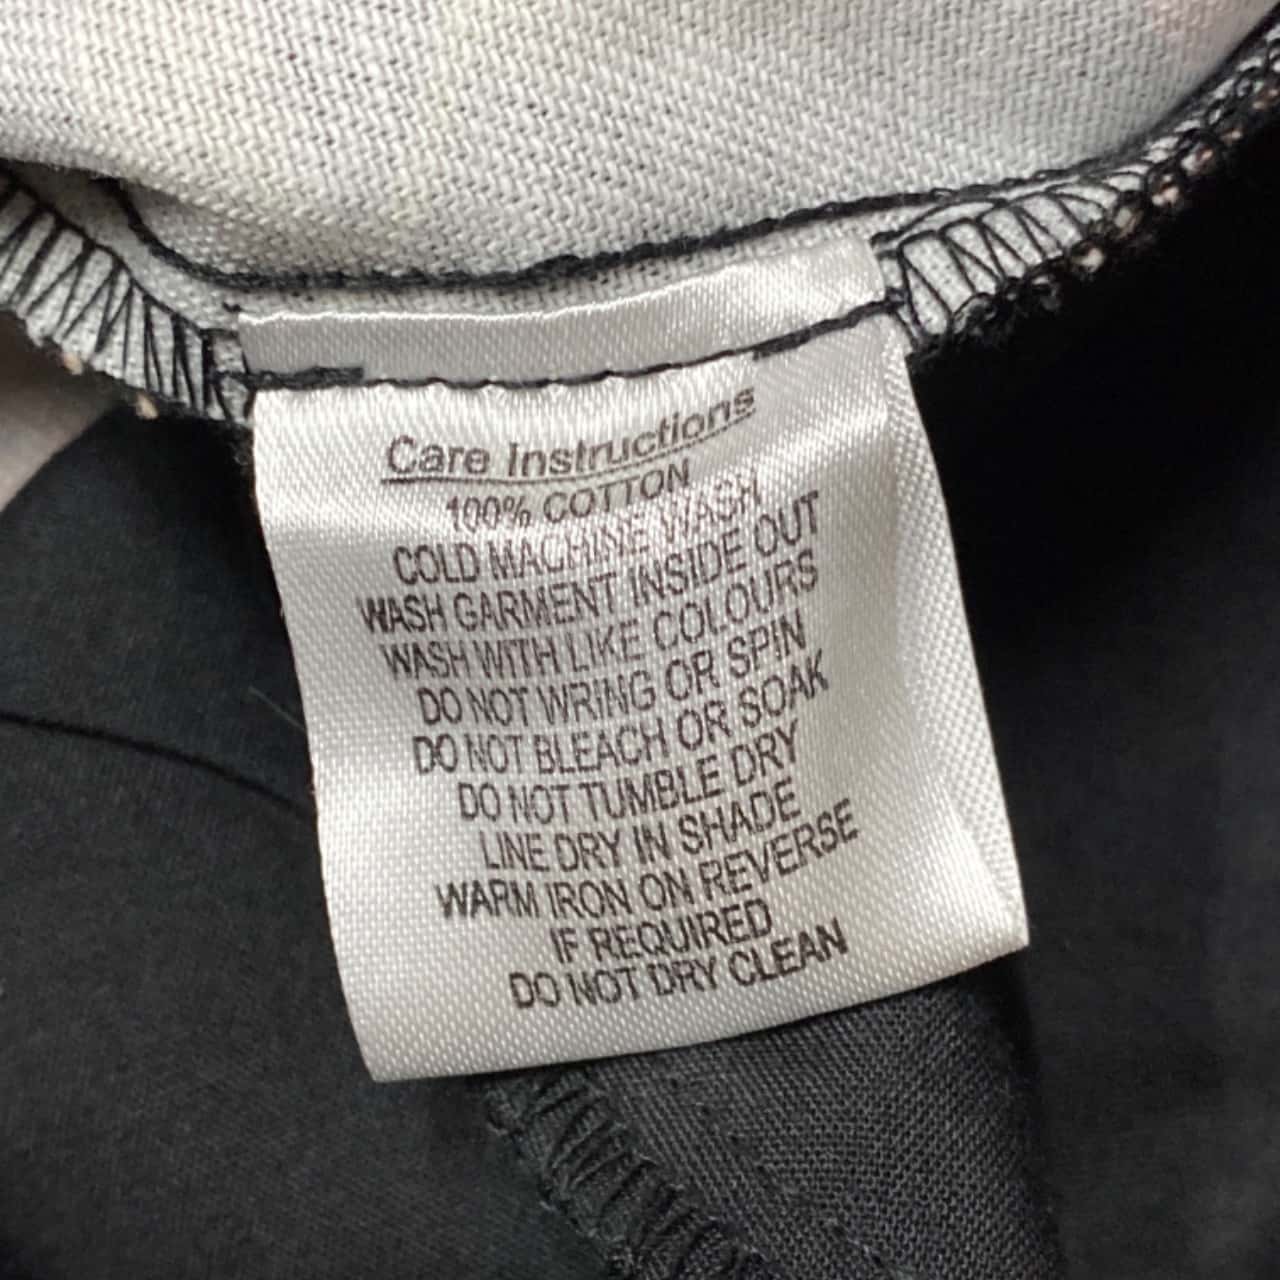 Care Instructions
100% COTTON
COLD MACHINE WASH
WASH GARMENT INSIDE OUT
WASH WITH LIKE COLOURS
DO NOT WRING OR SPIN
DO NOT BLEACH OR SOAK
DO NOT TUMBLE DRY
LINE DRY IN SHADE
WARM IRON ON REVERSE
IF REQUIRED
DO NOT DRY CLEAN